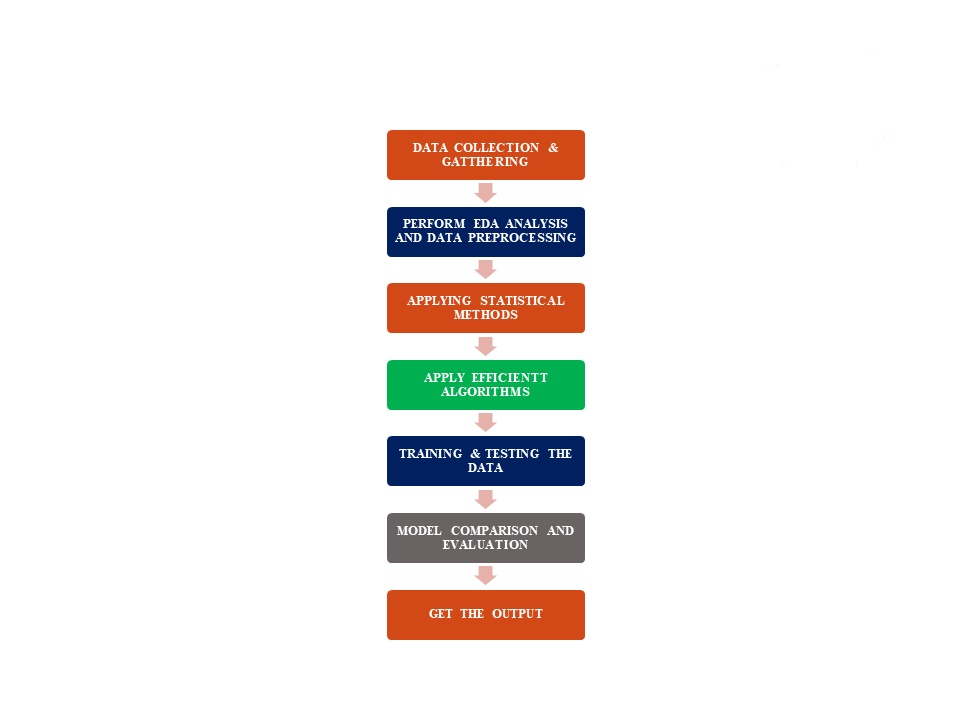 DATA COLLECTION &
GATTHERING
PERFORM EDA ANALYSIS
AND DATA PREPROCESSING
APPLYING STATISTICAL
METHODS
APPLY EFFICIENTT
ALGORITHMS
TRAINING & TESTING THE
DATA
MODEL COMPARISON AND
EVALUATION
GET THE OUTPUT